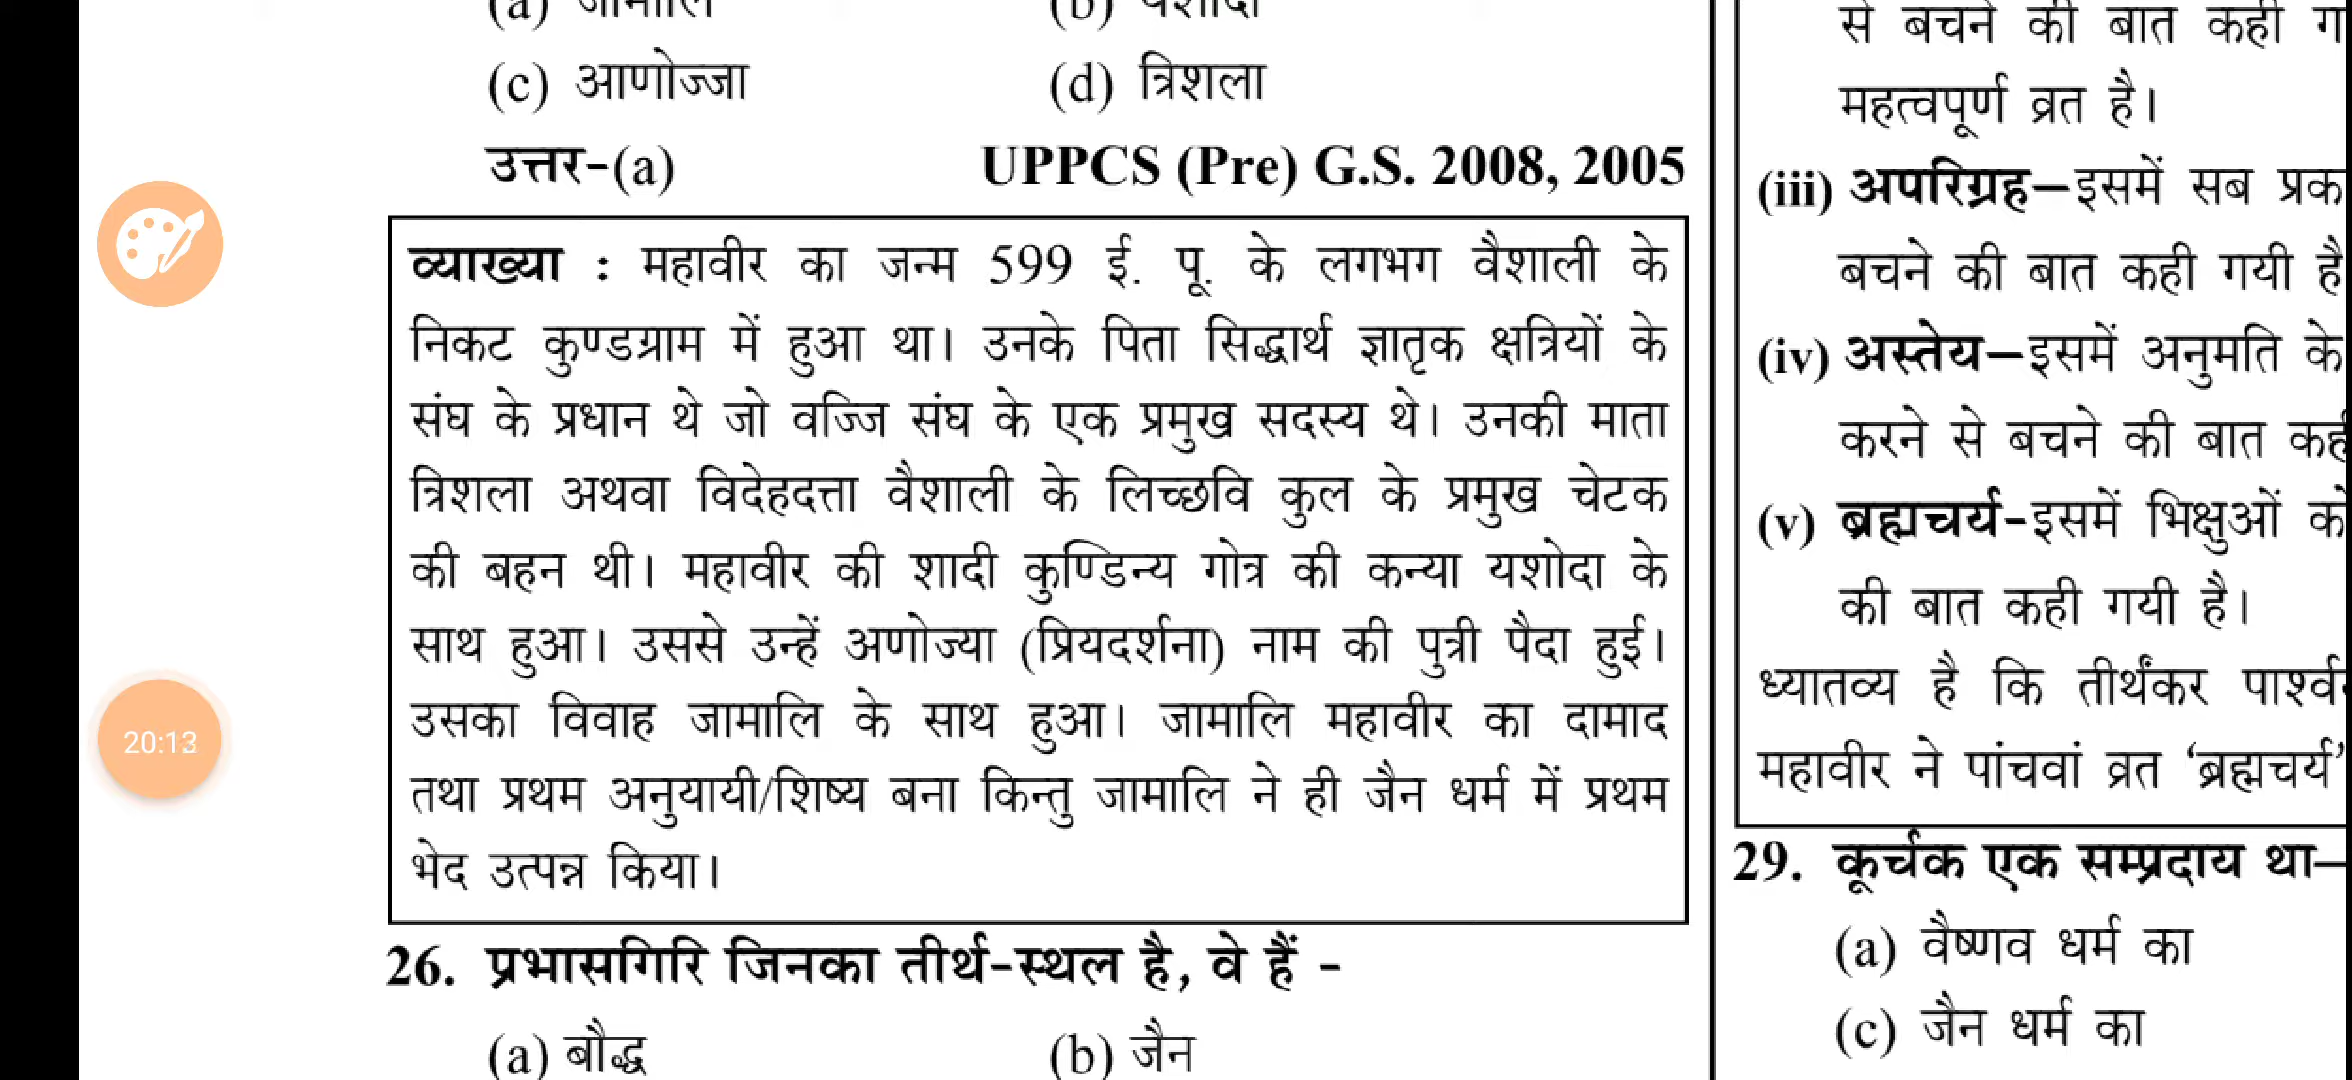 (c) आणोज्जा (d) त्रिशला
उत्तर-(a) UPPCS (Pre) G.S. 2008, 2005
व्याख्या : महावीर का जन्म 599 ई. पू. के लगभग वैशाली के
निकट कुण्डग्राम में हुआ था। उनके पिता सिद्धार्थ ज्ञातृक क्षत्रियों के
संघ के प्रधान थे जो वज्जि संघ के एक प्रमुख सदस्य थे। उनकी माता
त्रिशला अथवा विदेहदत्ता वैशाली के लिच्छवि कुल के प्रमुख चेटक
की बहन थी। महावीर की शादी कुण्डिन्य गोत्र की कन्या यशोदा के
साथ हुआ। उससे उन्हें अणोज्या (प्रियदर्शना) नाम की पुत्री पैदा हुई।
उसका विवाह जामालि के साथ हुआ। जामालि महावीर का दामाद
तथा प्रथम अनुयायी/शिष्य बना किन्तु जामालि ने ही जैन धर्म में प्रथम
भेद उत्पन्न किया।
26. प्रभासगिरि जिनका तीर्थ-स्थल है, वे हैं -
(a) बौद्ध (b) जैन
से बचने की बात कही
महत्वपूर्ण व्रत है।
(iii) अपरिग्रह–इसमें सब
बचने की बात कही गयी है
(iv) अस्तेय–इसमें अनुमति के
करने से बचने की बात
(v) ब्रह्मचर्य-इसमें भिक्षुओं
की बात कही गयी है।
ध्यातव्य है कि तीर्थंकर
महावीर ने पांचवां व्रत ‘ब्रह्मचर्य’
29. कूर्चक एक सम्प्रदाय था–
(a) वैष्णव धर्म का
(c) जैन धर्म का
20:13